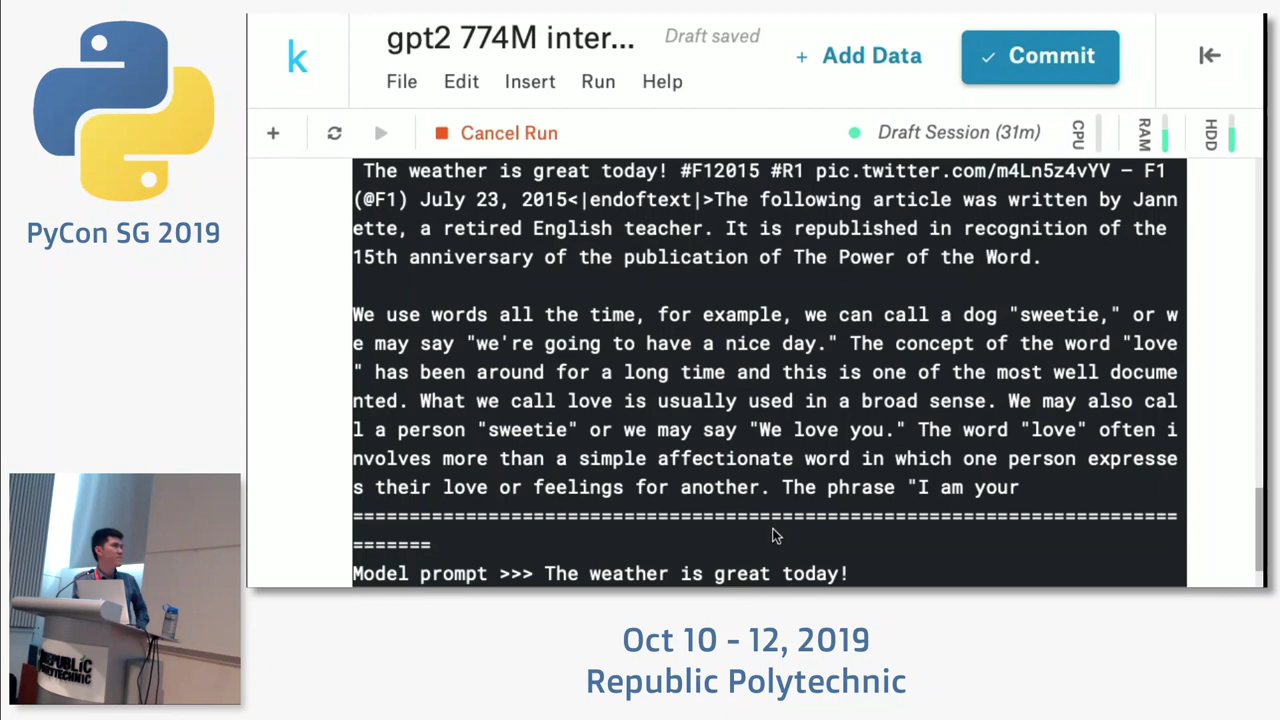 PyCon SG 2019
k
gpt2 774M inter...
Draft saved
+ Add Data
Commit
File Edit Insert Run Help
+
Cancel Run
Draft Session (31m)
CPU
RAM
HDD
The weather is great today! #F12015 #R1 pic.twitter.com/m4Ln5z4vYV — F1
(@F1) July 23, 2015<|endoftext|>The following article was written by Jann
ette, a retired English teacher. It is republished in recognition of the
15th anniversary of the publication of The Power of the Word.
We use words all the time, for example, we can call a dog "sweetie," or w
e may say "we're going to have a nice day." The concept of the word "love
" has been around for a long time and this is one of the most well docume
nted. What we call love is usually used in a broad sense. We may also cal
l a person "sweetie" or we may say "We love you." The word "love" often i
nvolves more than a simple affectionate word in which one person expresse
s their love or feelings for another. The phrase "I am your
=========================================================================
=======
Model prompt >>> The weather is great today!
REPUBLIC
POLYTECHNIC
Oct 10 - 12, 2019
Republic Polytechnic